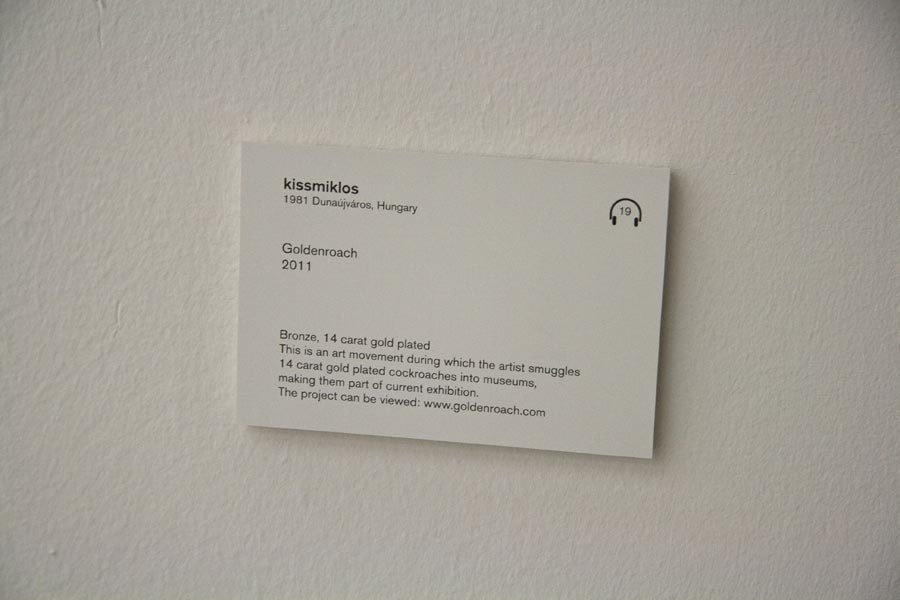 kissmiklos
1981 Dunaújváros, Hungary
19
Goldenroach
2011
Bronze, 14 carat gold plated
This is an art movement during which the artist smuggles
14 carat gold plated cockroaches into museums,
making them part of current exhibition.
The project can be viewed: www.goldenroach.com